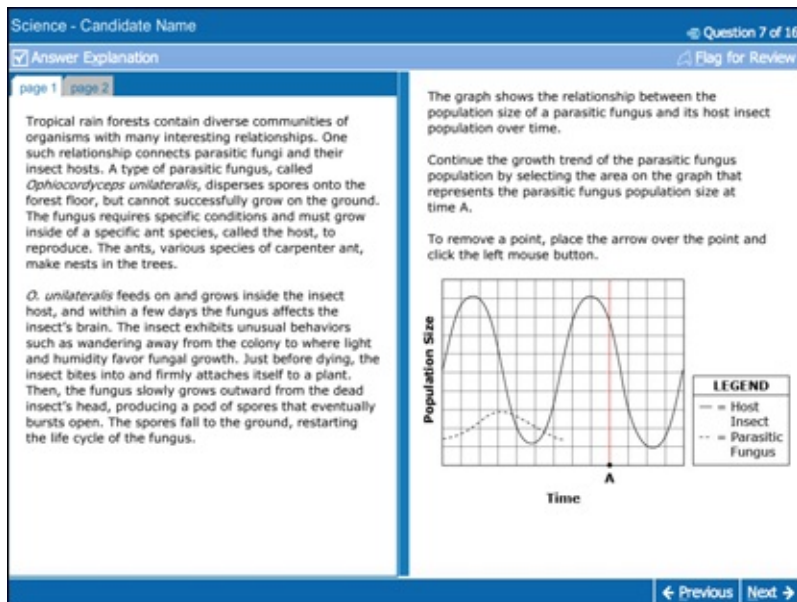 Science - Candidate Name
Question 7 of 16
Answer Explanation
Flag for Review
page 1
page 2
Tropical rain forests contain diverse communities of
organisms with many interesting relationships. One
such relationship connects parasitic fungi and their
insect hosts. A type of parasitic fungus, called
Ophiocordyceps unilateralis, disperses spores onto the
forest floor, but cannot successfully grow on the ground.
The fungus requires specific conditions and must grow
inside of a specific ant species, called the host, to
reproduce. The ants, various species of carpenter ant,
make nests in the trees.
O. unilateralis feeds on and grows inside the insect
host, and within a few days the fungus affects the
insect's brain. The insect exhibits unusual behaviors
such as wandering away from the colony to where light
and humidity favor fungal growth. Just before dying, the
insect bites into and firmly attaches itself to a plant.
Then, the fungus slowly grows outward from the dead
insect's head, producing a pod of spores that eventually
bursts open. The spores fall to the ground, restarting
the life cycle of the fungus.
The graph shows the relationship between the
population size of a parasitic fungus and its host insect
population over time.
Continue the growth trend of the parasitic fungus
population by selecting the area on the graph that
represents the parasitic fungus population size at
time A.
To remove a point, place the arrow over the point and
click the left mouse button.
Population Size
LEGEND
= Host
Insect
= Parasitic
Fungus
A
Time
Previous
Next